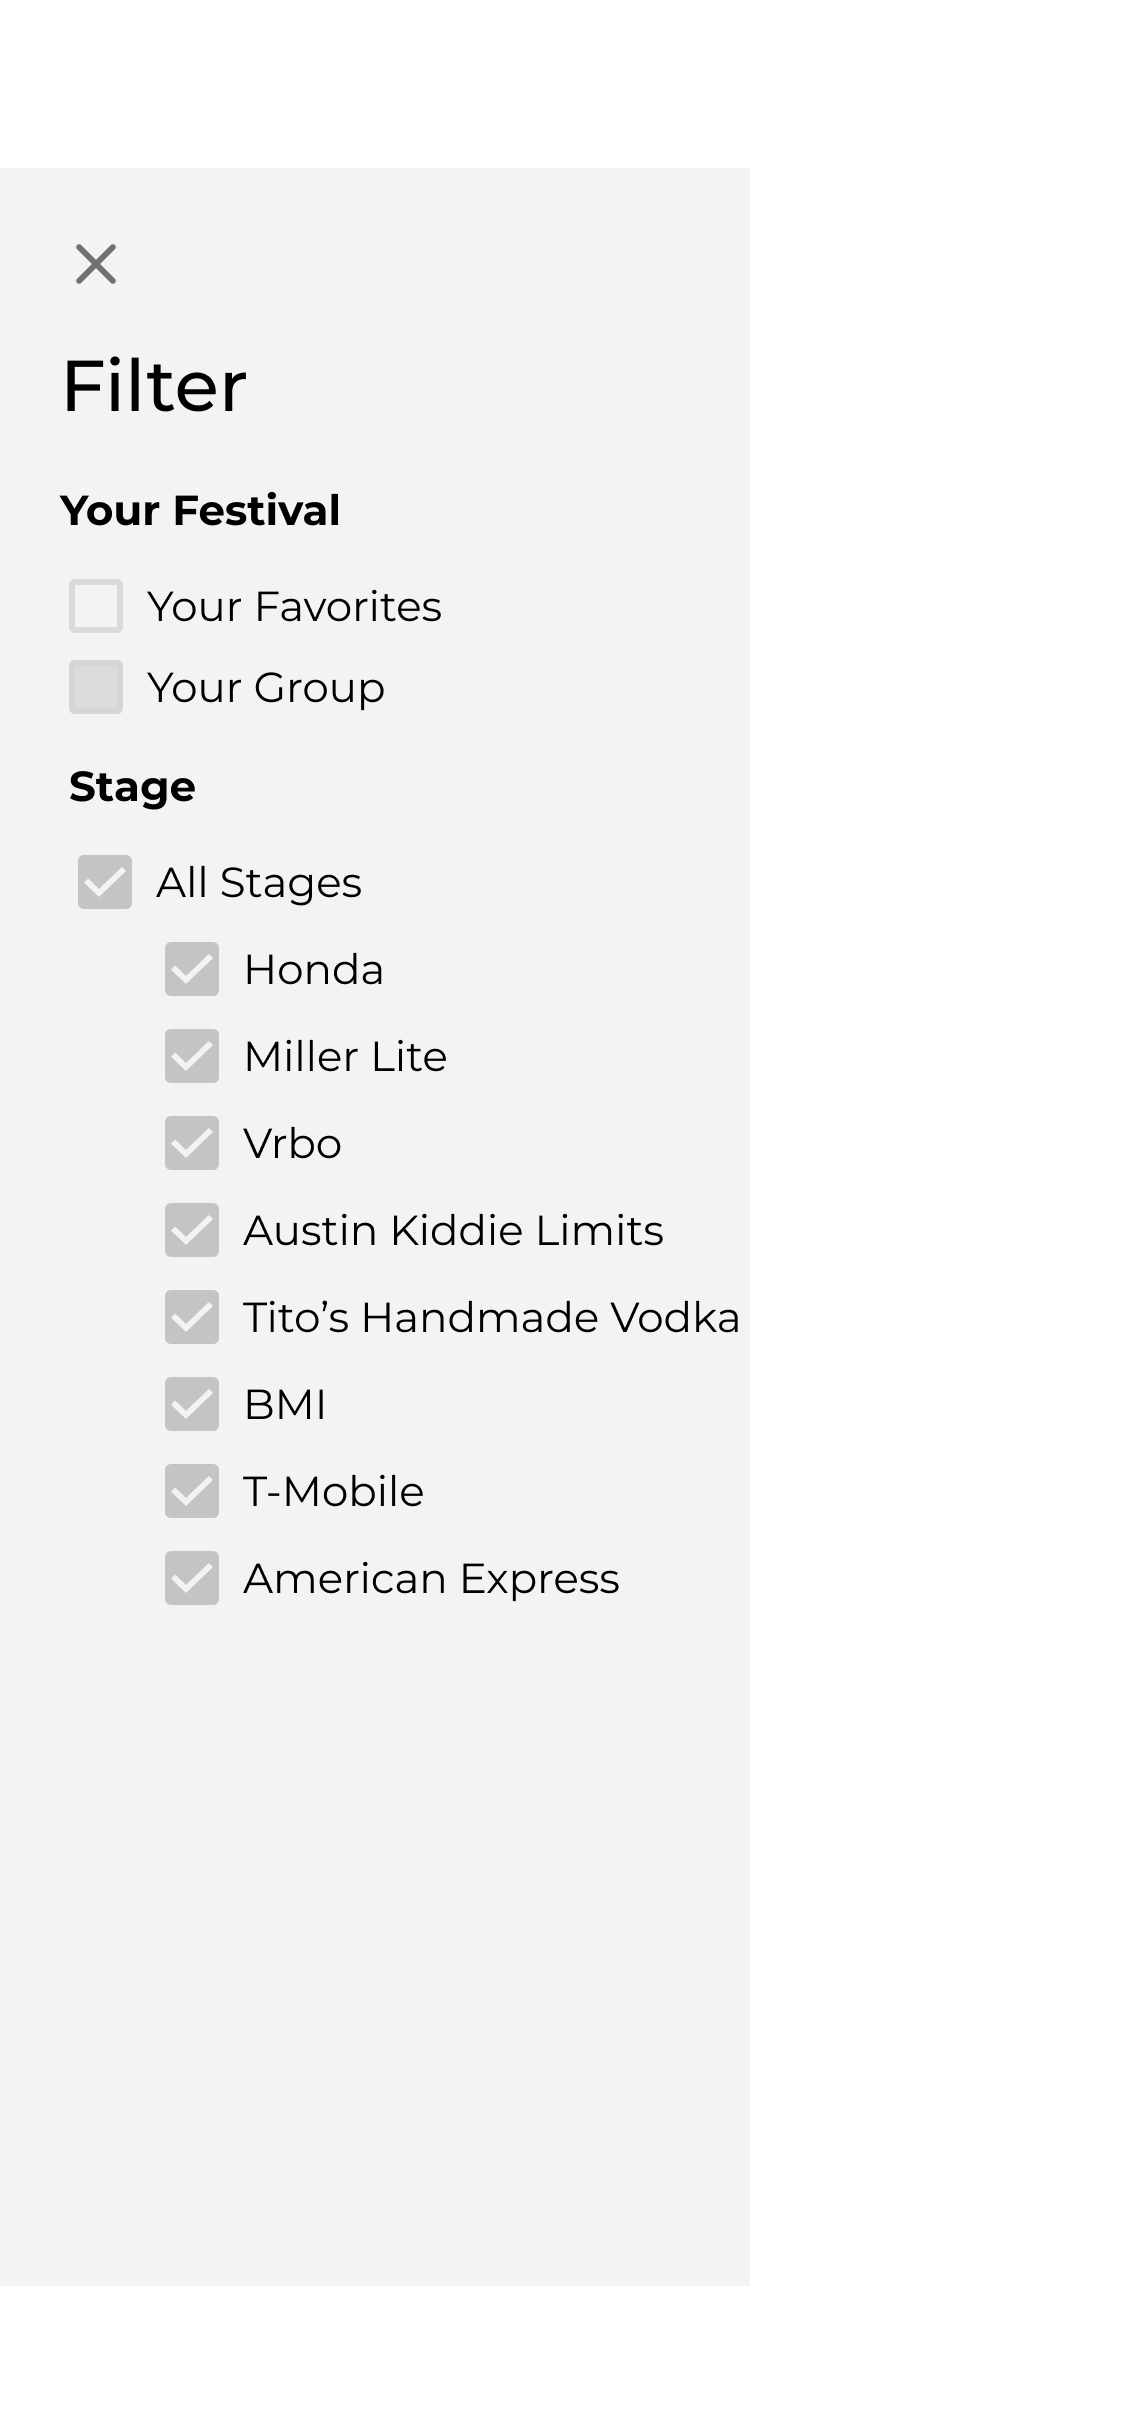 Filter
Your Festival
Your Favorites
Your Group
Stage
All Stages
Honda
Miller Lite
Vrbo
Austin Kiddie Limits
Tito’s Handmade Vodka
BMI
T-Mobile
American Express